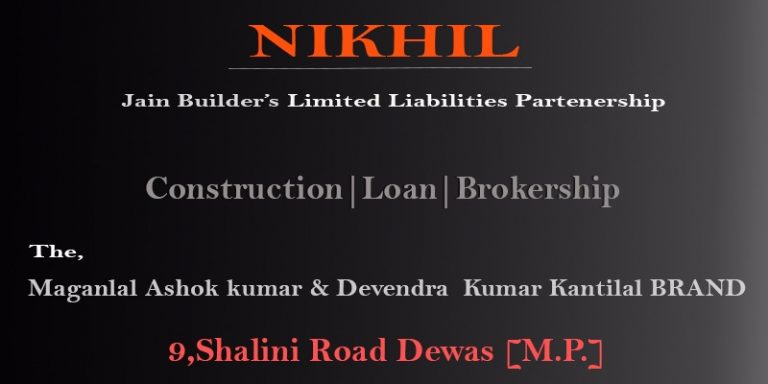 NIKHIL
Jain Builder's Limited Liabilities Partenership
Construction|Loan|Brokership
The,
Maganlal Ashok kumar & Devendra Kumar Kantilal BRAND
9,Shalini Road Dewas [M.P.]